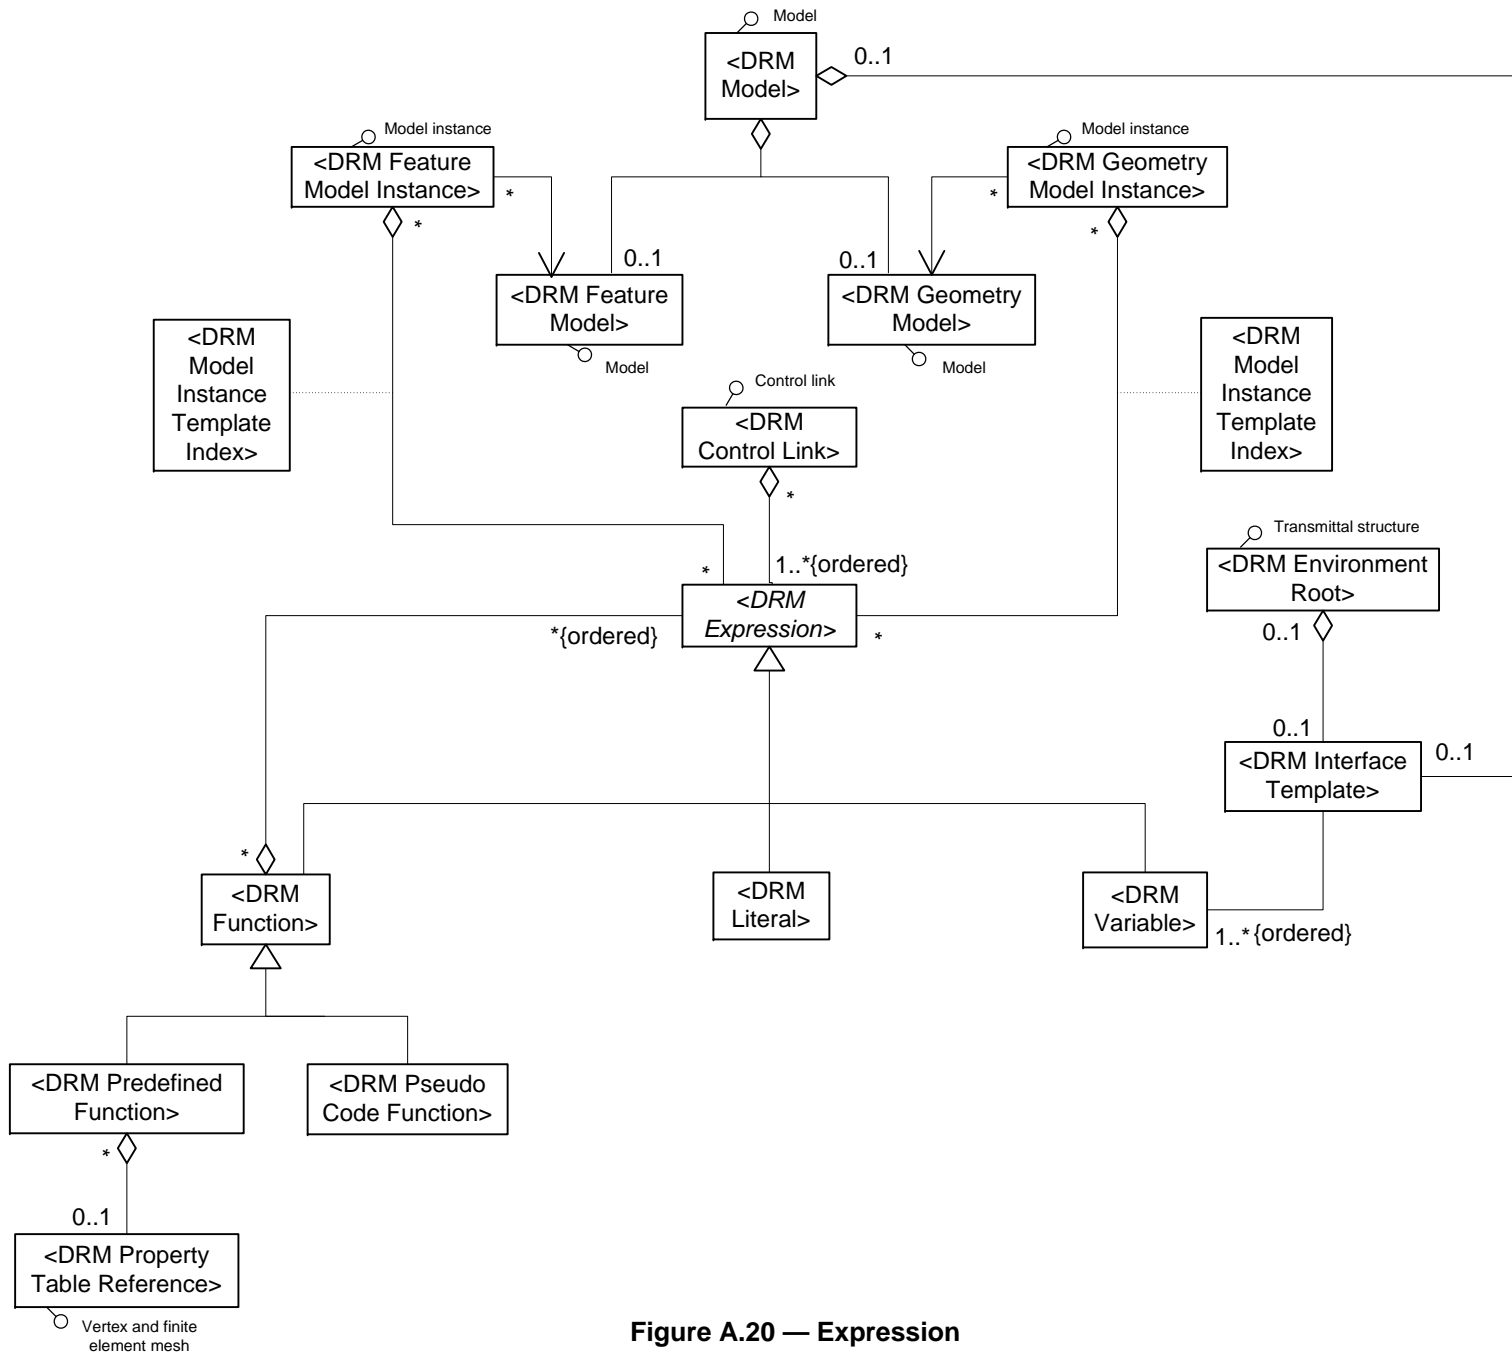 Model
<DRM
Model>
0..1
Model instance
<DRM Feature
Model Instance>
*
*
Model instance
<DRM Geometry
Model Instance>
*
*
0..1
<DRM Feature
Model>
Model
0..1
<DRM Geometry
Model>
Model
<DRM
Model
Instance
Template
Index>
<DRM
Model
Instance
Template
Index>
Control link
<DRM
Control Link>
*
1..*{ordered}
*
<DRM
Expression>
*{ordered}
*
Transmittal structure
<DRM Environment
Root>
0..1
0..1
<DRM Interface
Template>
0..1
*
<DRM
Function>
<DRM
Literal>
<DRM
Variable>
1..*{ordered}
<DRM Predefined
Function>
*
<DRM Pseudo
Code Function>
0..1
<DRM Property
Table Reference>
Vertex and finite
element mesh
Figure A.20 — Expression